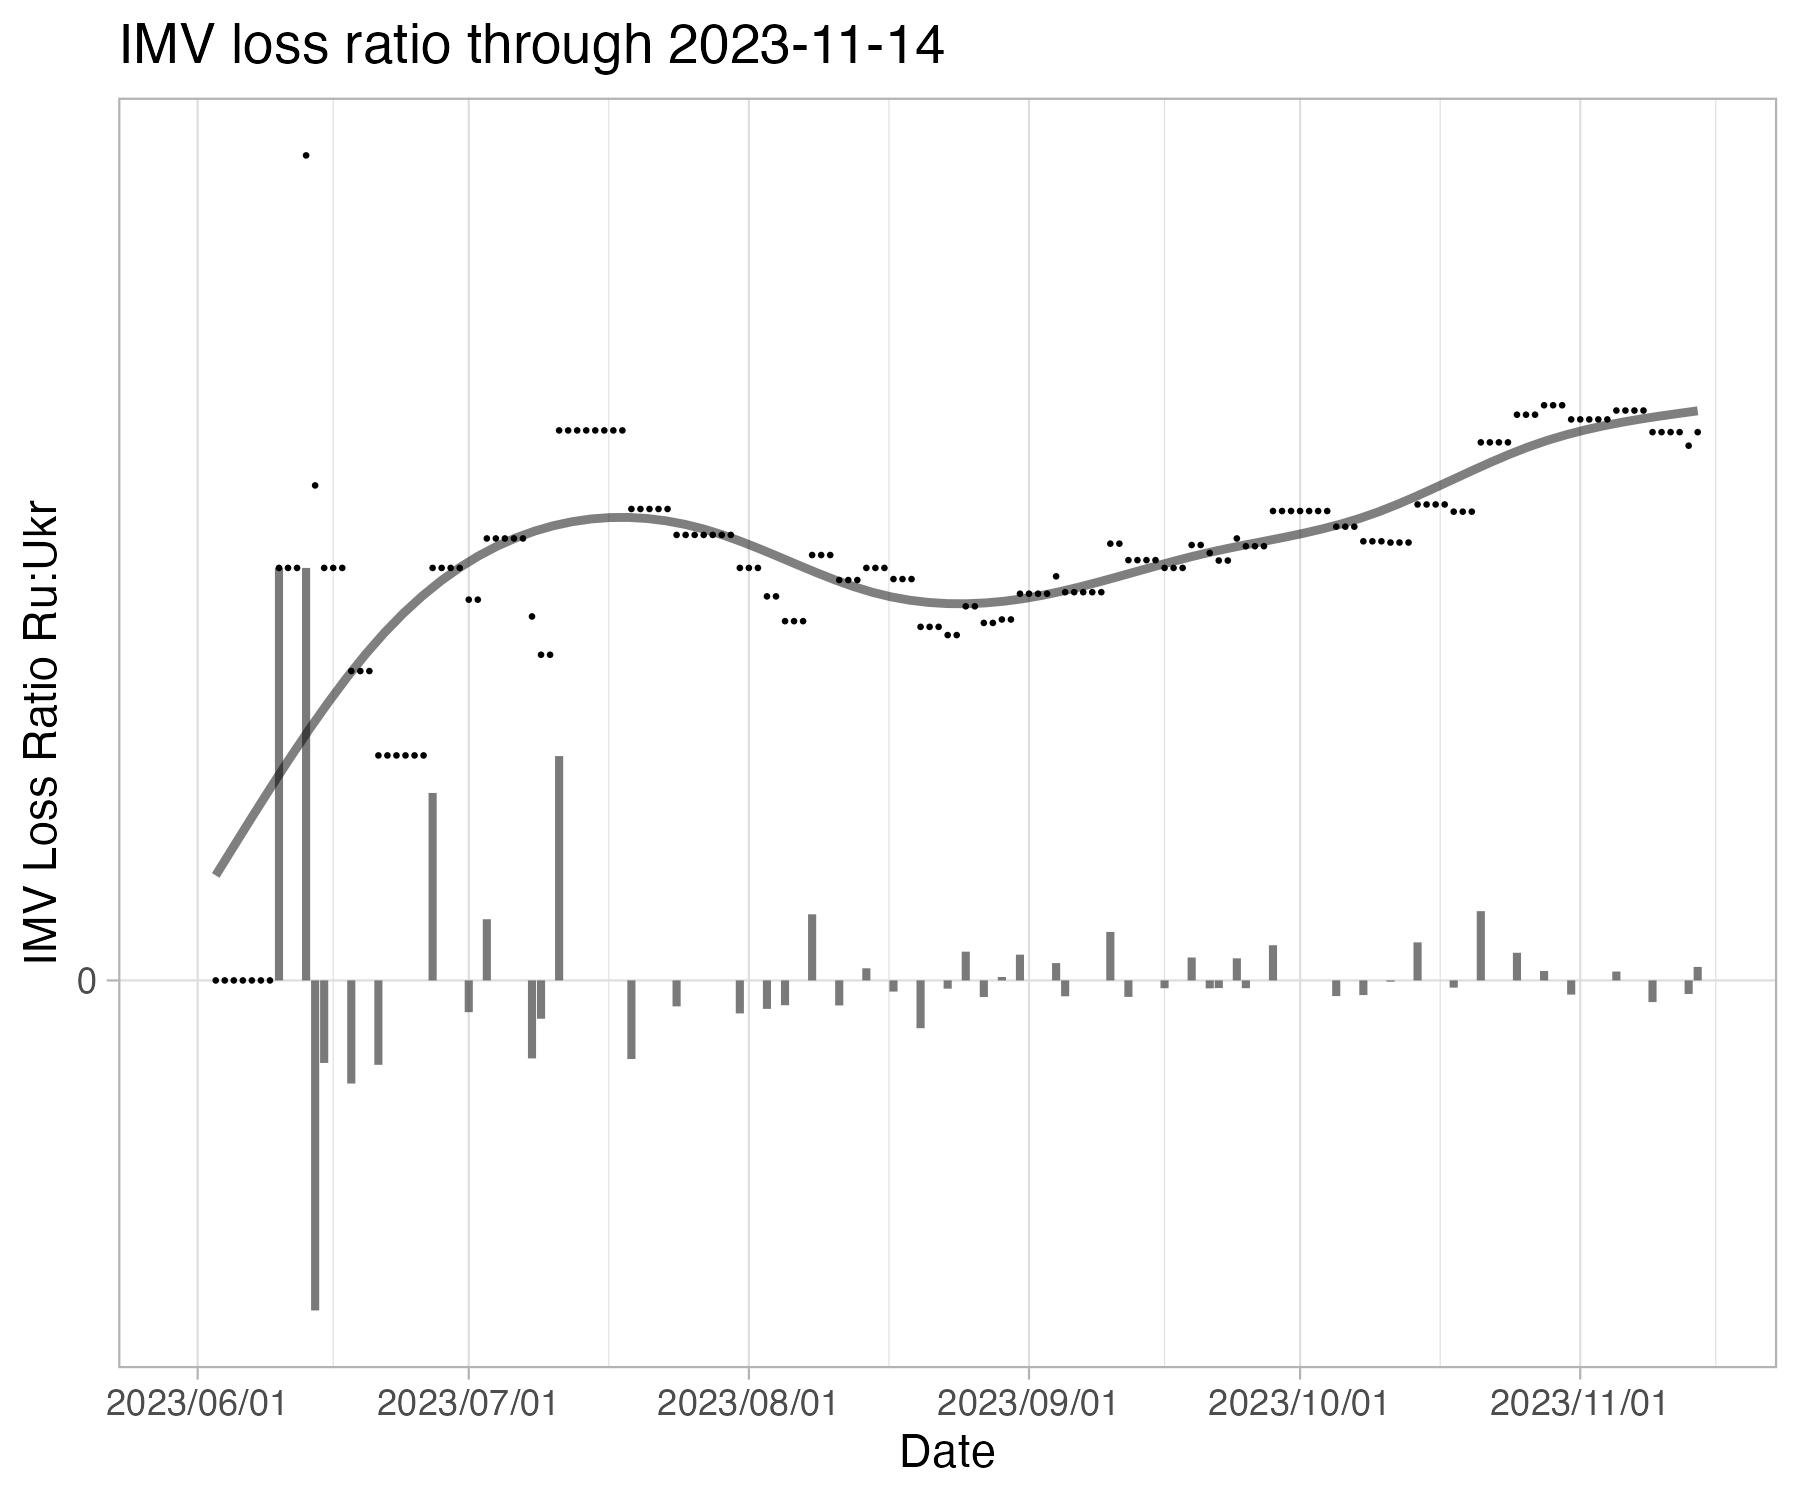 IMV loss ratio through 2023-11-14
IMV Loss Ratio Ru:Ukr
0
2023/06/01 2023/07/01 2023/08/01 2023/09/01 2023/10/01 2023/11/01
Date